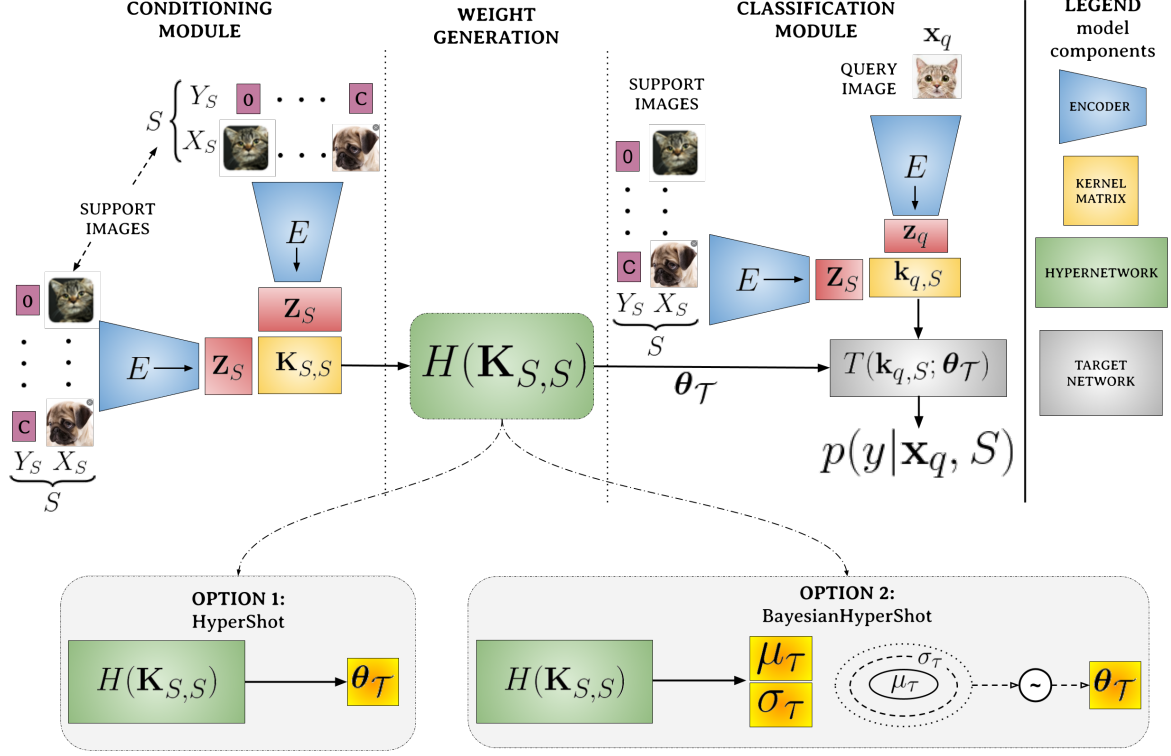 CONDITIONING
MODULE
Y_S 0 · · · C
S { X_S · · ·
SUPPORT
IMAGES
E
Z_S
0
E
Z_S
K_{S,S}
C
Y_S X_S
S
WEIGHT
GENERATION
H(K_{S,S})
θ_𝒯
CLASSIFICATION
MODULE
x_q
QUERY
IMAGE
SUPPORT
IMAGES
0
E
z_q
C
E
Z_S
k_{q,S}
Y_S X_S
S
T(k_{q,S}; θ_𝒯)
p(y|x_q, S)
LEGEND
model
components
ENCODER
KERNEL
MATRIX
HYPERNETWORK
TARGET
NETWORK
OPTION 1:
HyperShot
H(K_{S,S})
θ_𝒯
OPTION 2:
BayesianHyperShot
H(K_{S,S})
μ_𝒯
σ_𝒯
σ_𝒯
μ_𝒯
~
θ_𝒯